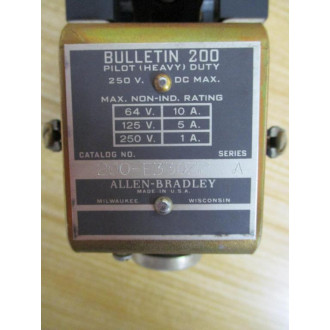 BULLETIN 200
PILOT (HEAVY) DUTY
250 V. DC MAX.
MAX. NON-IND. RATING
64 V. 10 A.
125 V. 5 A.
250 V. 1 A.
CATALOG NO. SERIES
A
ALLEN-BRADLEY
MADE IN U.S.A.
MILWAUKEE WISCONSIN